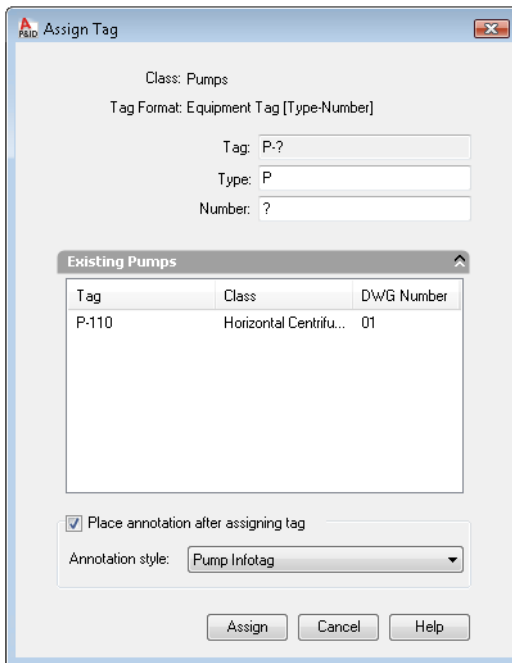 A
P&ID Assign Tag
Class: Pumps
Tag Format: Equipment Tag [Type-Number]
Tag: P-?
Type: P
Number: ?
Existing Pumps
Tag Class DWG Number
P-110 Horizontal Centrifu... 01
Place annotation after assigning tag
Annotation style: Pump Infotag
Assign Cancel Help